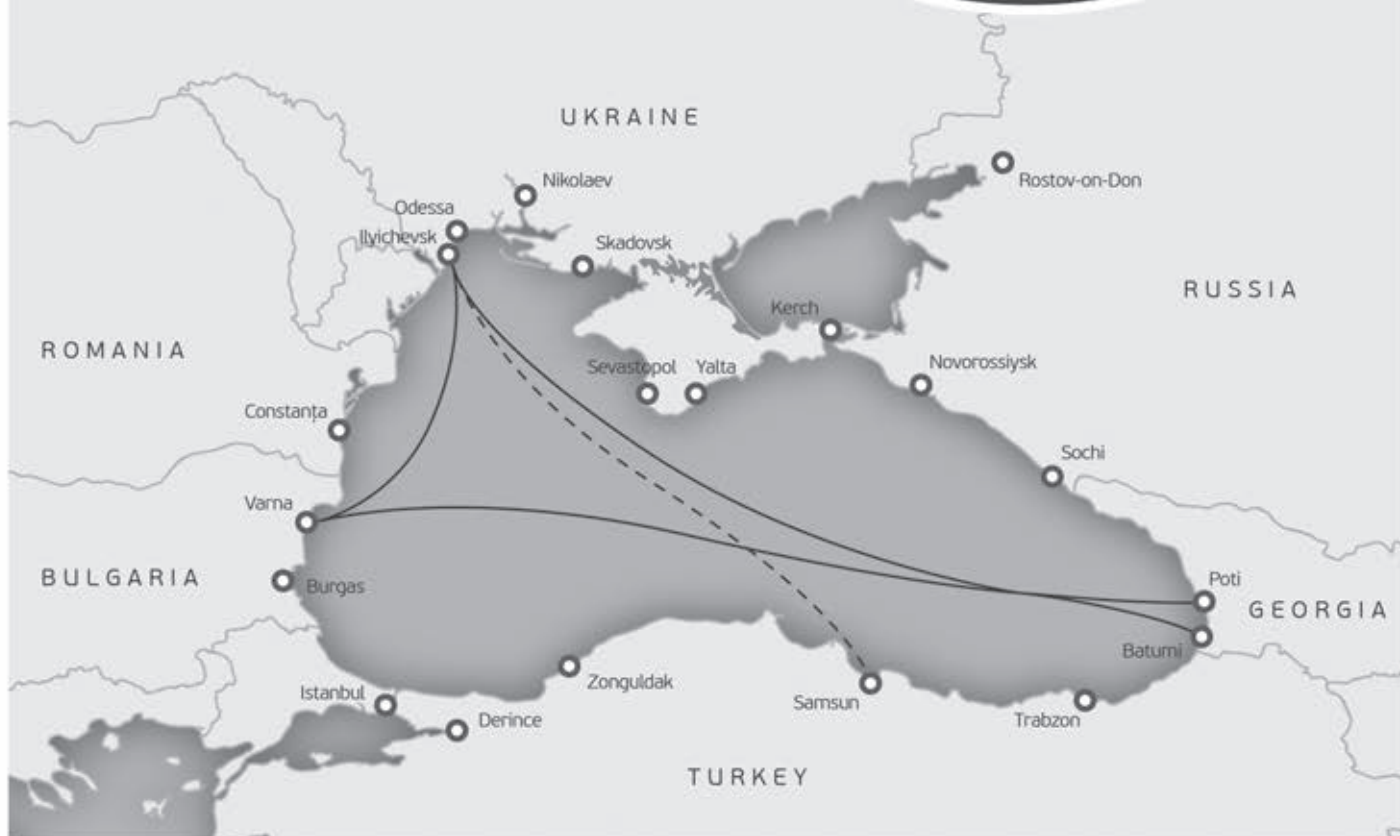 UKRAINE
Rostov-on-Don
Nikolaev
Odessa
Ilyichevsk
Skadovsk
RUSSIA
Kerch
ROMANIA
Sevastopol
Yalta
Novorossiysk
Constanța
Sochi
Varna
BULGARIA
Burgas
Poti
GEORGIA
Batumi
Zonguldak
Istanbul
Samsun
Derince
Trabzon
TURKEY